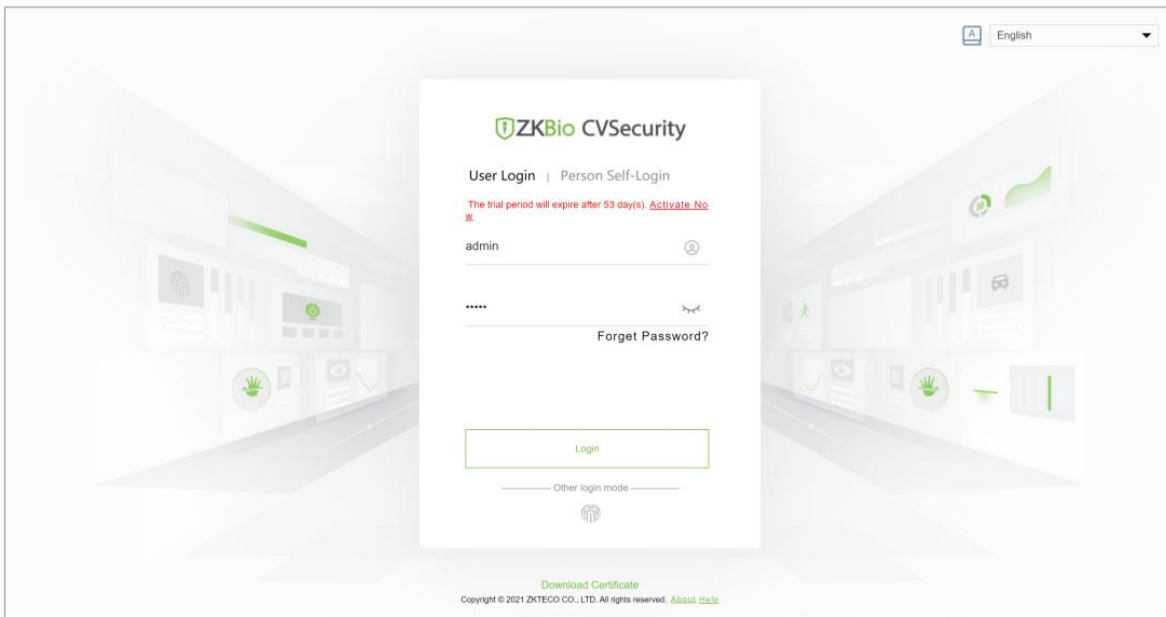 A English
ZKBio CVSecurity
User Login | Person Self-Login
The trial period will expire after 53 day(s). Activate No
w
admin
•••••
Forget Password?
Login
Other login mode
Download Certificate
Copyright © 2021 ZKTECO CO., LTD. All rights reserved. About Help